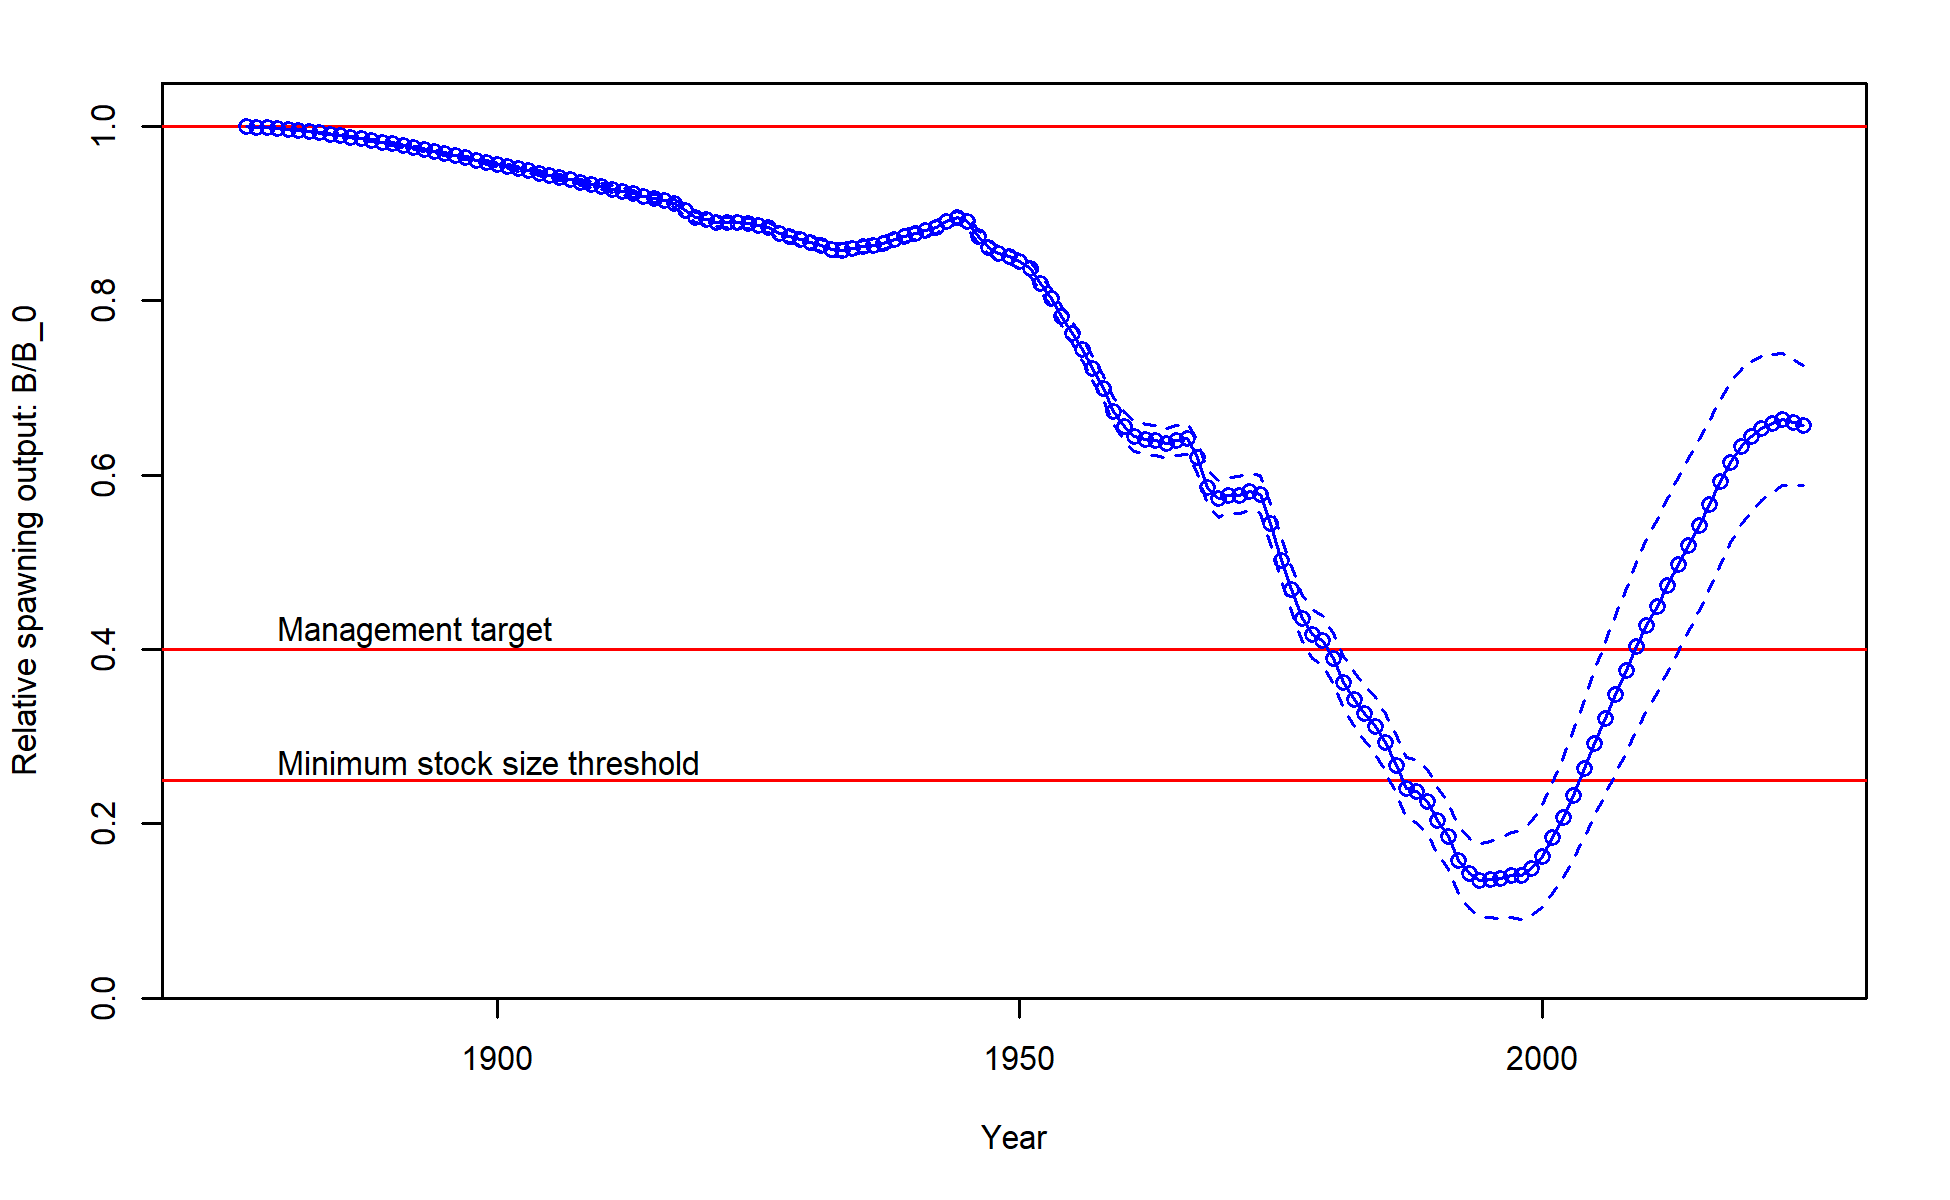 Relative spawning output: B/B_0
1.0
0.8
0.6
0.4
0.2
0.0
Management target
Minimum stock size threshold
1900
1950
2000
Year